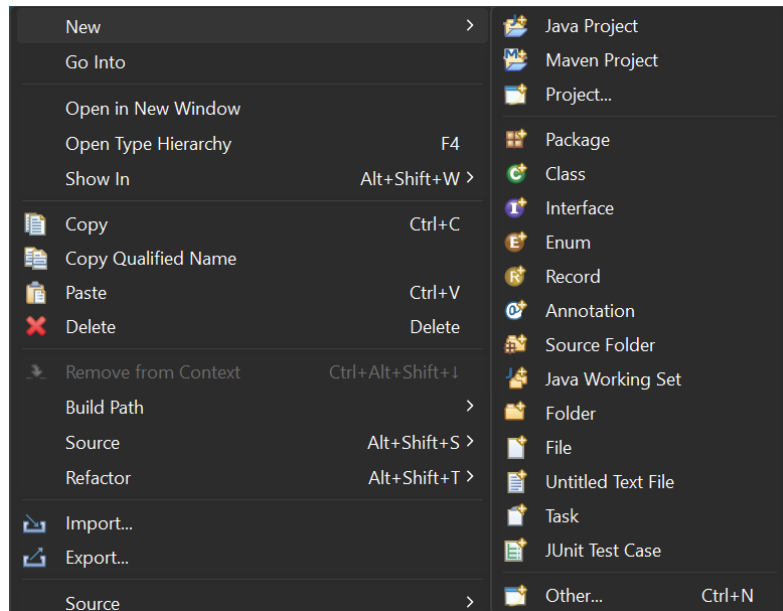 New >
Go Into
Open in New Window
Open Type Hierarchy F4
Show In Alt+Shift+W >
Copy Ctrl+C
Copy Qualified Name
Paste Ctrl+V
Delete Delete
Remove from Context Ctrl+Alt+Shift+↓
Build Path >
Source Alt+Shift+S >
Refactor Alt+Shift+T >
Import...
Export...
Source >
Java Project
Maven Project
Project...
Package
Class
Interface
Enum
Record
Annotation
Source Folder
Java Working Set
Folder
File
Untitled Text File
Task
JUnit Test Case
Other... Ctrl+N